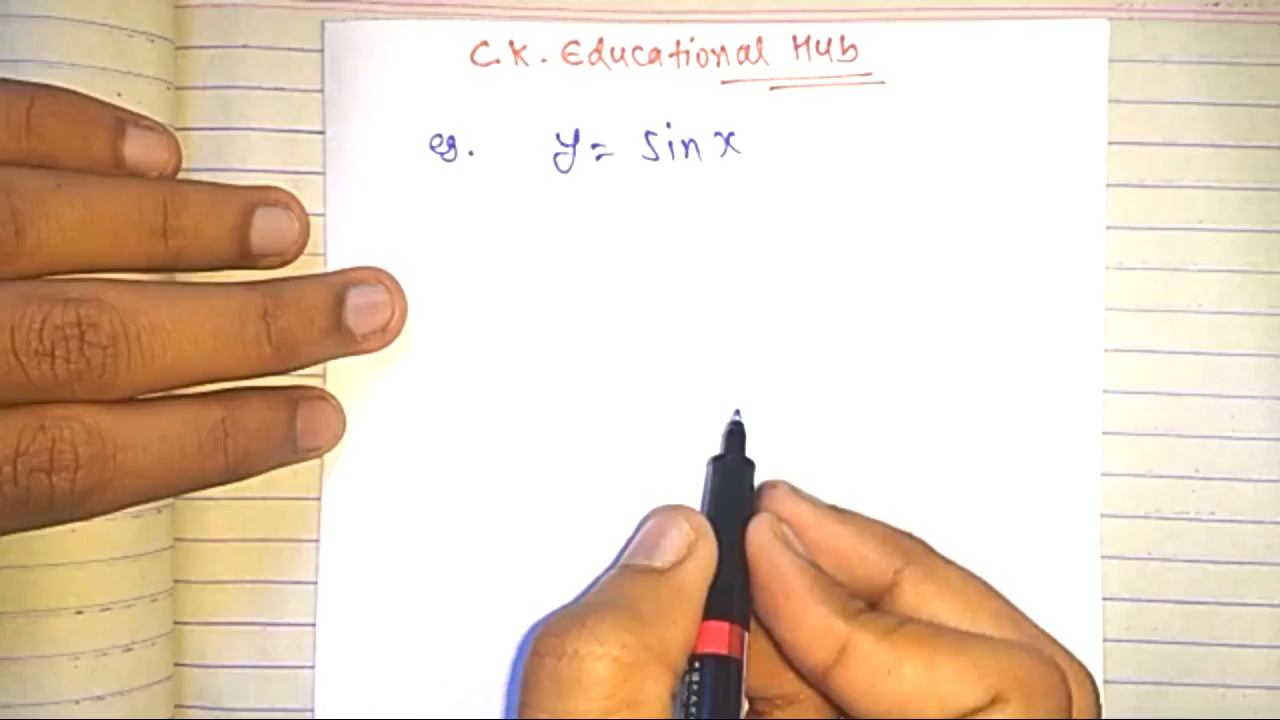 C.K. Educational Hub
eg. y = sin x